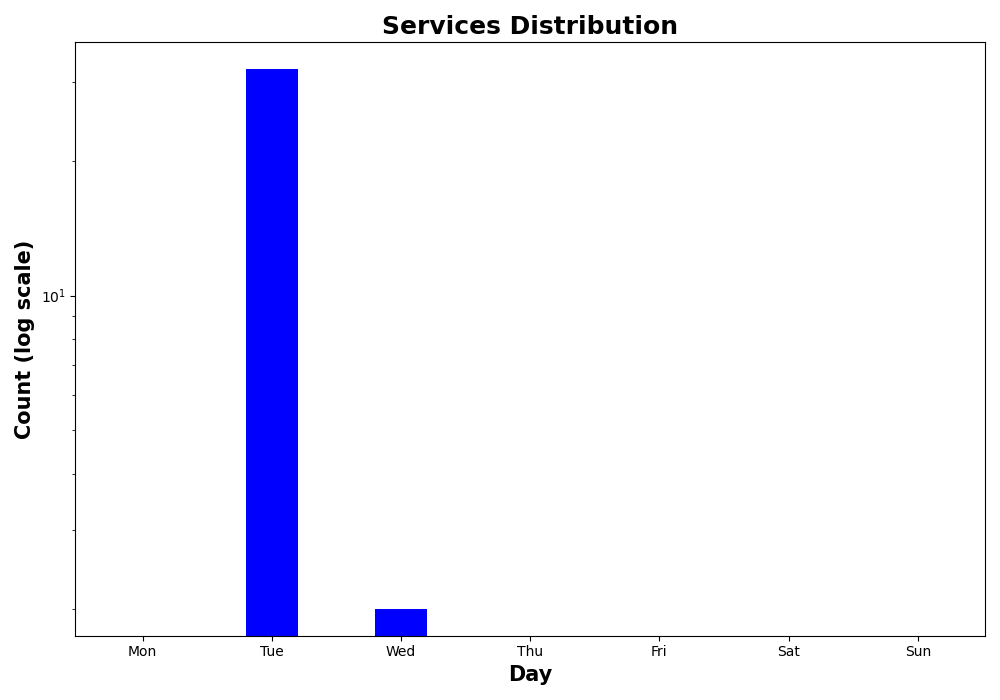 Services Distribution
Count (log scale)
10¹
Mon Tue Wed Thu Fri Sat Sun
Day